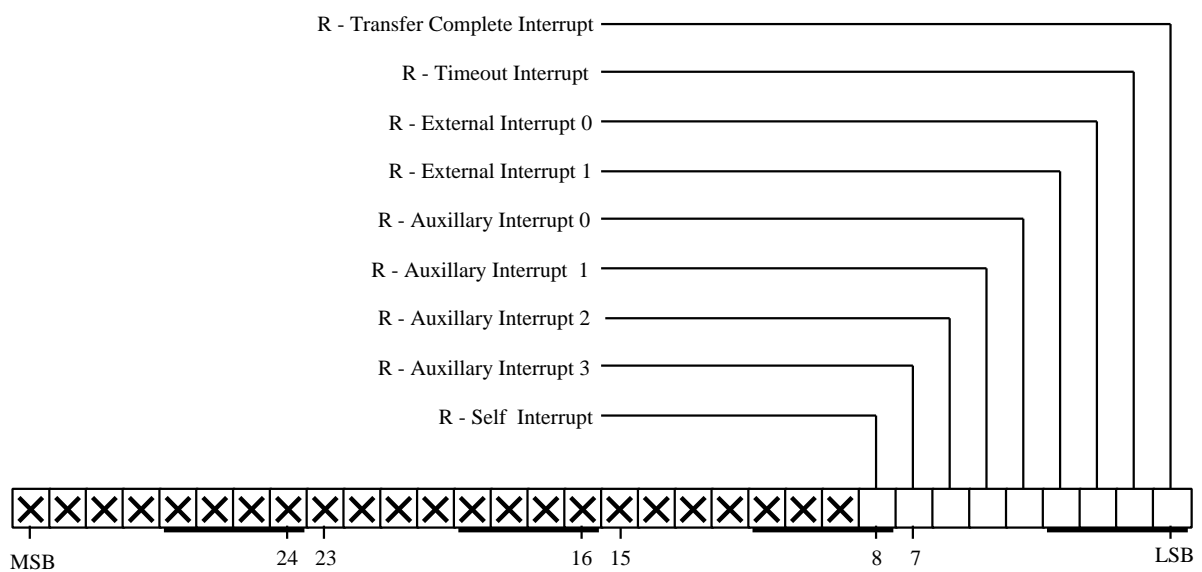 R - Transfer Complete Interrupt
R - Timeout Interrupt
R - External Interrupt 0
R - External Interrupt 1
R - Auxillary Interrupt 0
R - Auxillary Interrupt 1
R - Auxillary Interrupt 2
R - Auxillary Interrupt 3
R - Self Interrupt
MSB 24 23 16 15 8 7 LSB